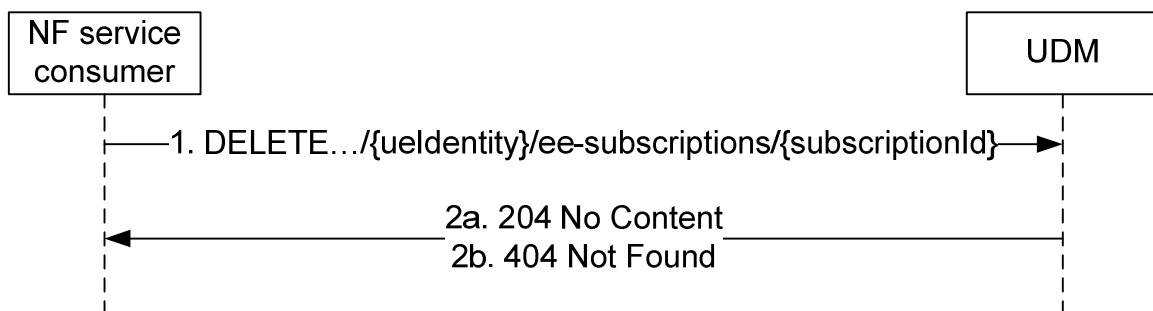 NF service
consumer
UDM
1. DELETE…/{ueIdentity}/ee-subscriptions/{subscriptionId}
2a. 204 No Content
2b. 404 Not Found